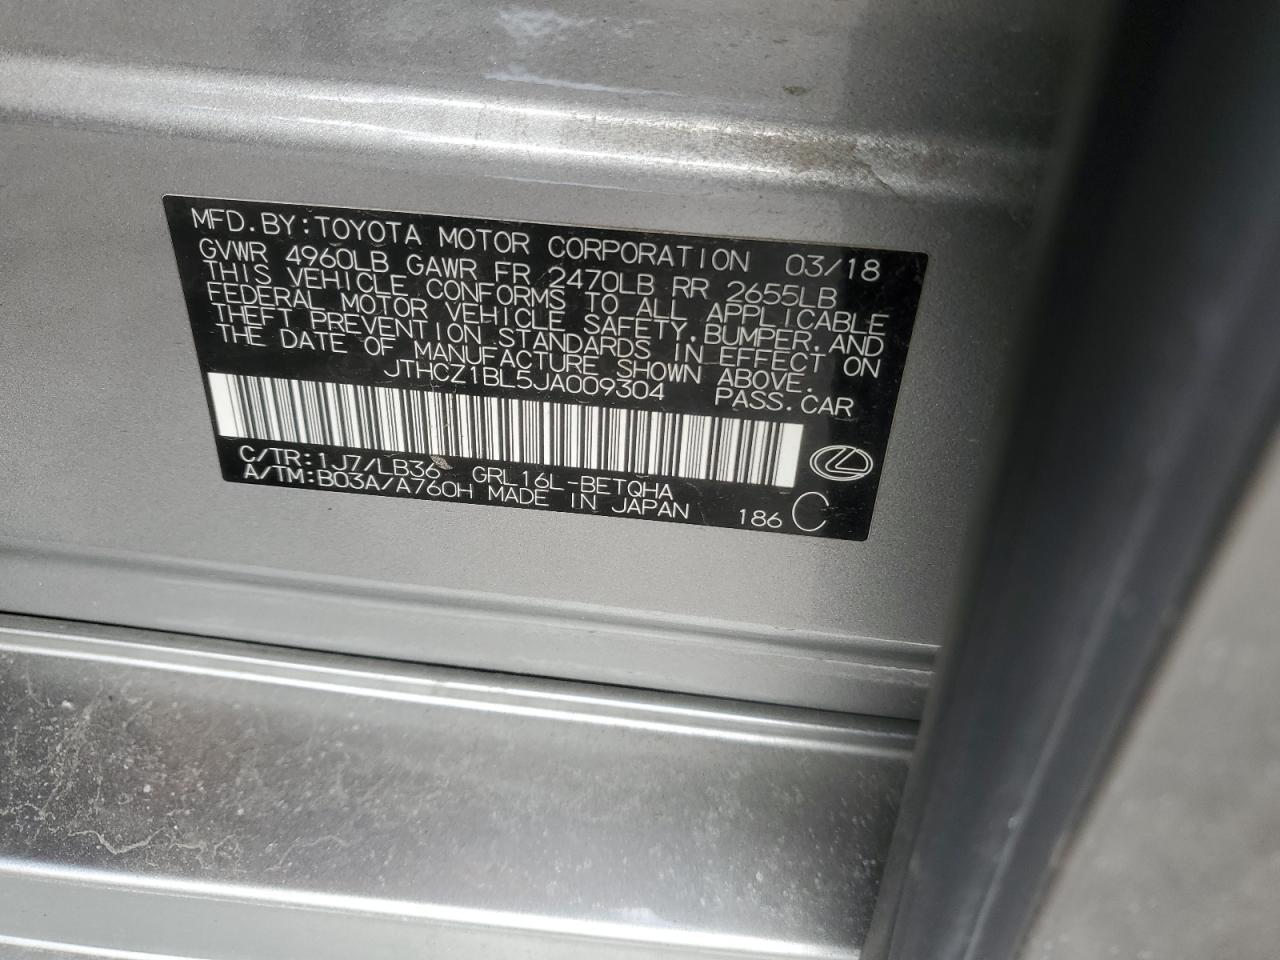 MFD.BY:TOYOTA MOTOR CORPORATION 03/18
GVWR 4960LB GAWR FR 2470LB RR 2655LB
THIS VEHICLE CONFORMS TO ALL APPLICABLE
FEDERAL MOTOR VEHICLE SAFETY,BUMPER,AND
THEFT PREVENTION STANDARDS IN EFFECT ON
THE DATE OF MANUFACTURE SHOWN ABOVE.
JTHCZ1BL5JA009304 PASS.CAR
C/TR:1J7/LB36 GRL16L-BETQHA
A/TM:B03A/A760H MADE IN JAPAN 186 C